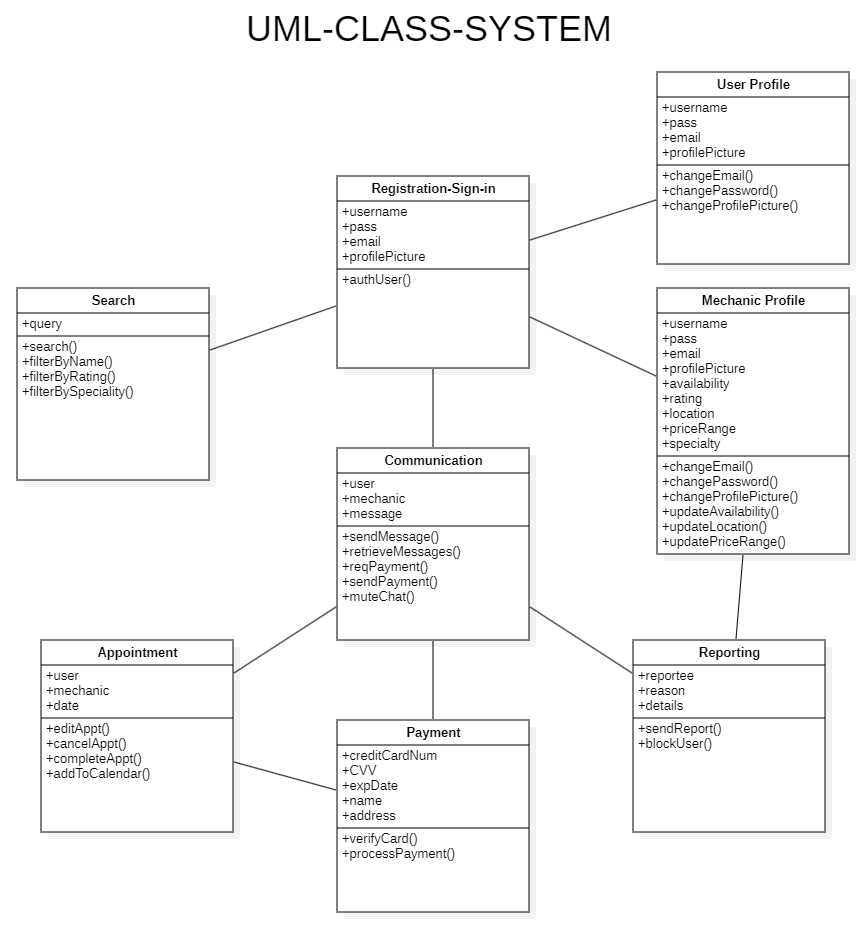 UML-CLASS-SYSTEM
User Profile
+username
+pass
+email
+profilePicture
+changeEmail()
+changePassword()
+changeProfilePicture()
Registration-Sign-in
+username
+pass
+email
+profilePicture
+authUser()
Search
+query
+search()
+filterByName()
+filterByRating()
+filterBySpeciality()
Mechanic Profile
+username
+pass
+email
+profilePicture
+availability
+rating
+location
+priceRange
+specialty
+changeEmail()
+changePassword()
+changeProfilePicture()
+updateAvailability()
+updateLocation()
+updatePriceRange()
Communication
+user
+mechanic
+message
+sendMessage()
+retrieveMessages()
+reqPayment()
+sendPayment()
+muteChat()
Appointment
+user
+mechanic
+date
+editAppt()
+cancelAppt()
+completeAppt()
+addToCalendar()
Payment
+creditCardNum
+CVV
+expDate
+name
+address
+verifyCard()
+processPayment()
Reporting
+reportee
+reason
+details
+sendReport()
+blockUser()